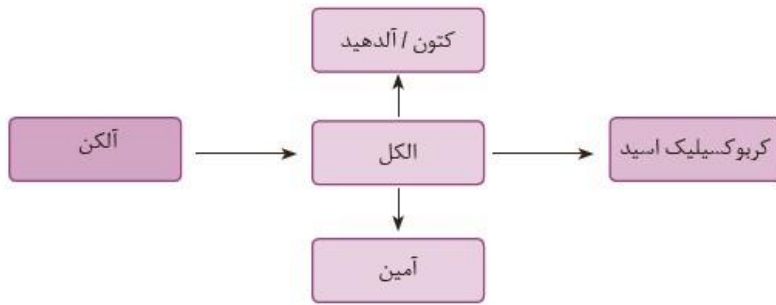 کتون / آلدهید
آلکن
الکل
کربوکسیلیک اسید
آمین